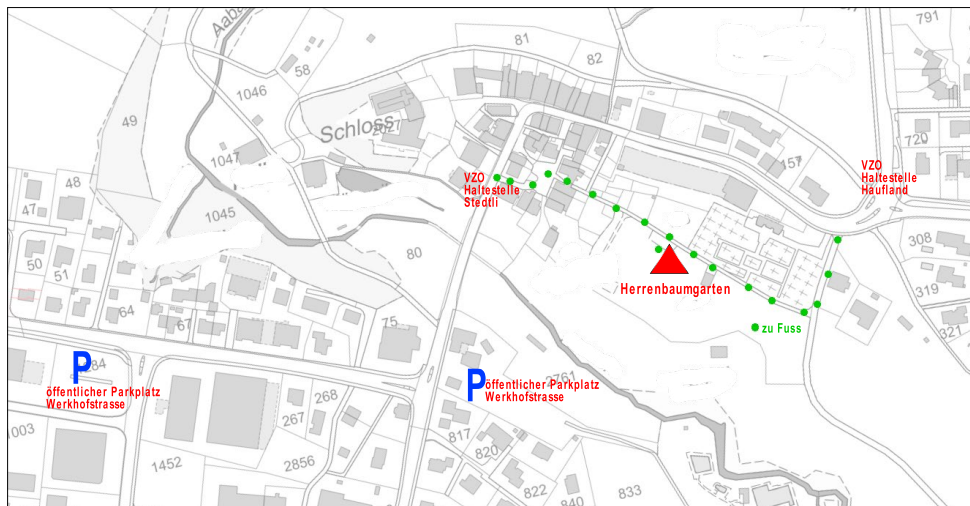 791
81
82
58
Aaba
1046
49
Schloss
2027
1047
720
157
VZO
Haltestelle
Häufland
VZO
Haltestelle
Stedtli
48
47
1045
80
308
50
51
319
Herrenbaumgarten
64
67
75
321
zu Fuss
P
öffentlicher Parkplatz
Werkhofstrasse
P
öffentlicher Parkplatz
Werkhofstrasse
2761
268
267
1003
817
820
1452
2856
822
840
833